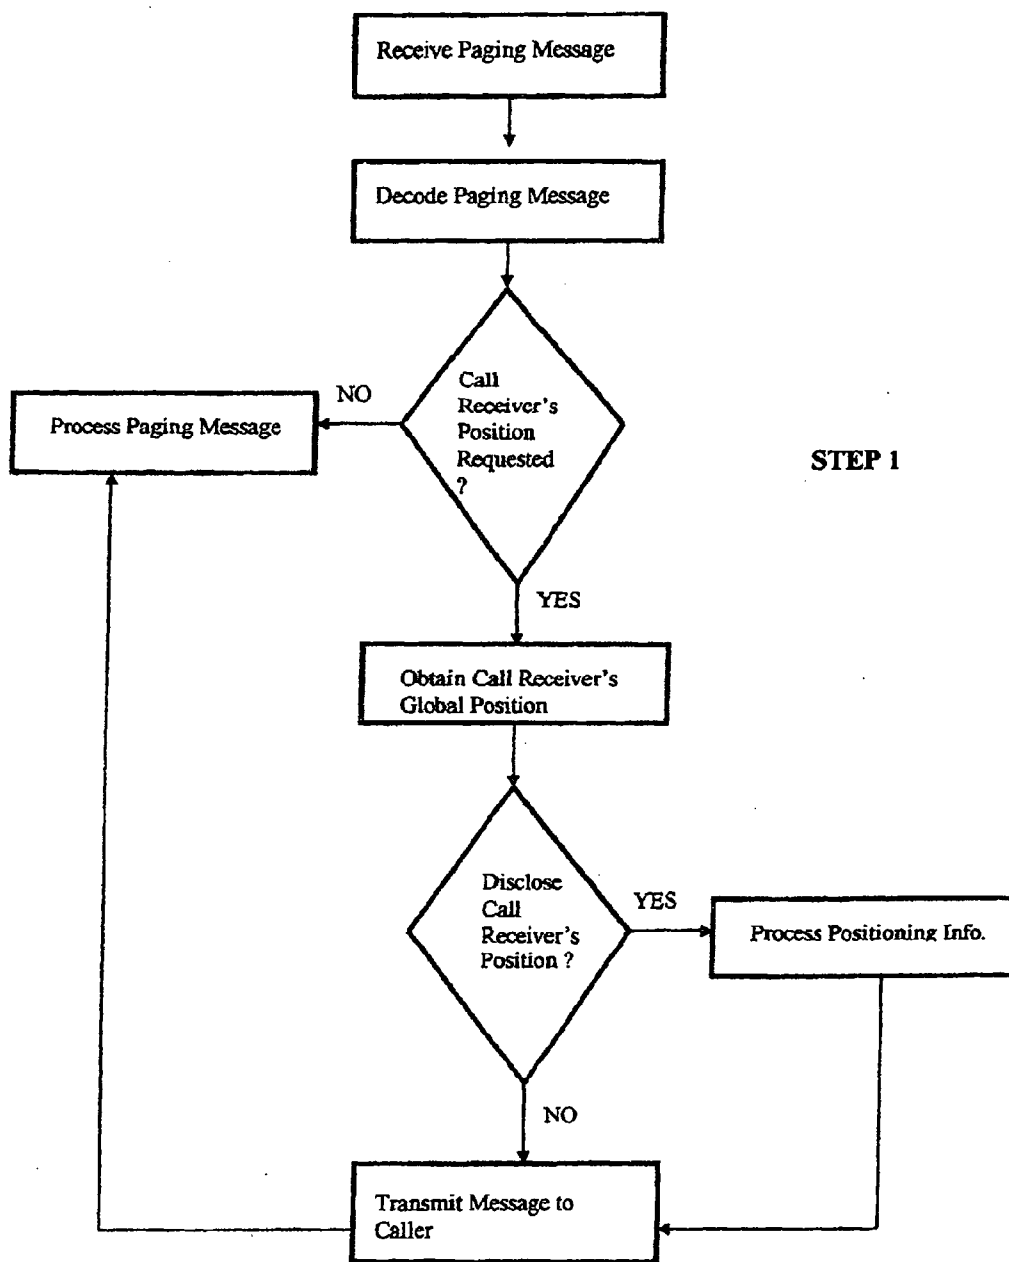 Receive Paging Message
Decode Paging Message
Call
Receiver's
Position
Requested
?
NO
Process Paging Message
STEP 1
YES
Obtain Call Receiver's
Global Position
Disclose
Call
Receiver's
Position ?
YES
Process Positioning Info.
NO
Transmit Message to
Caller